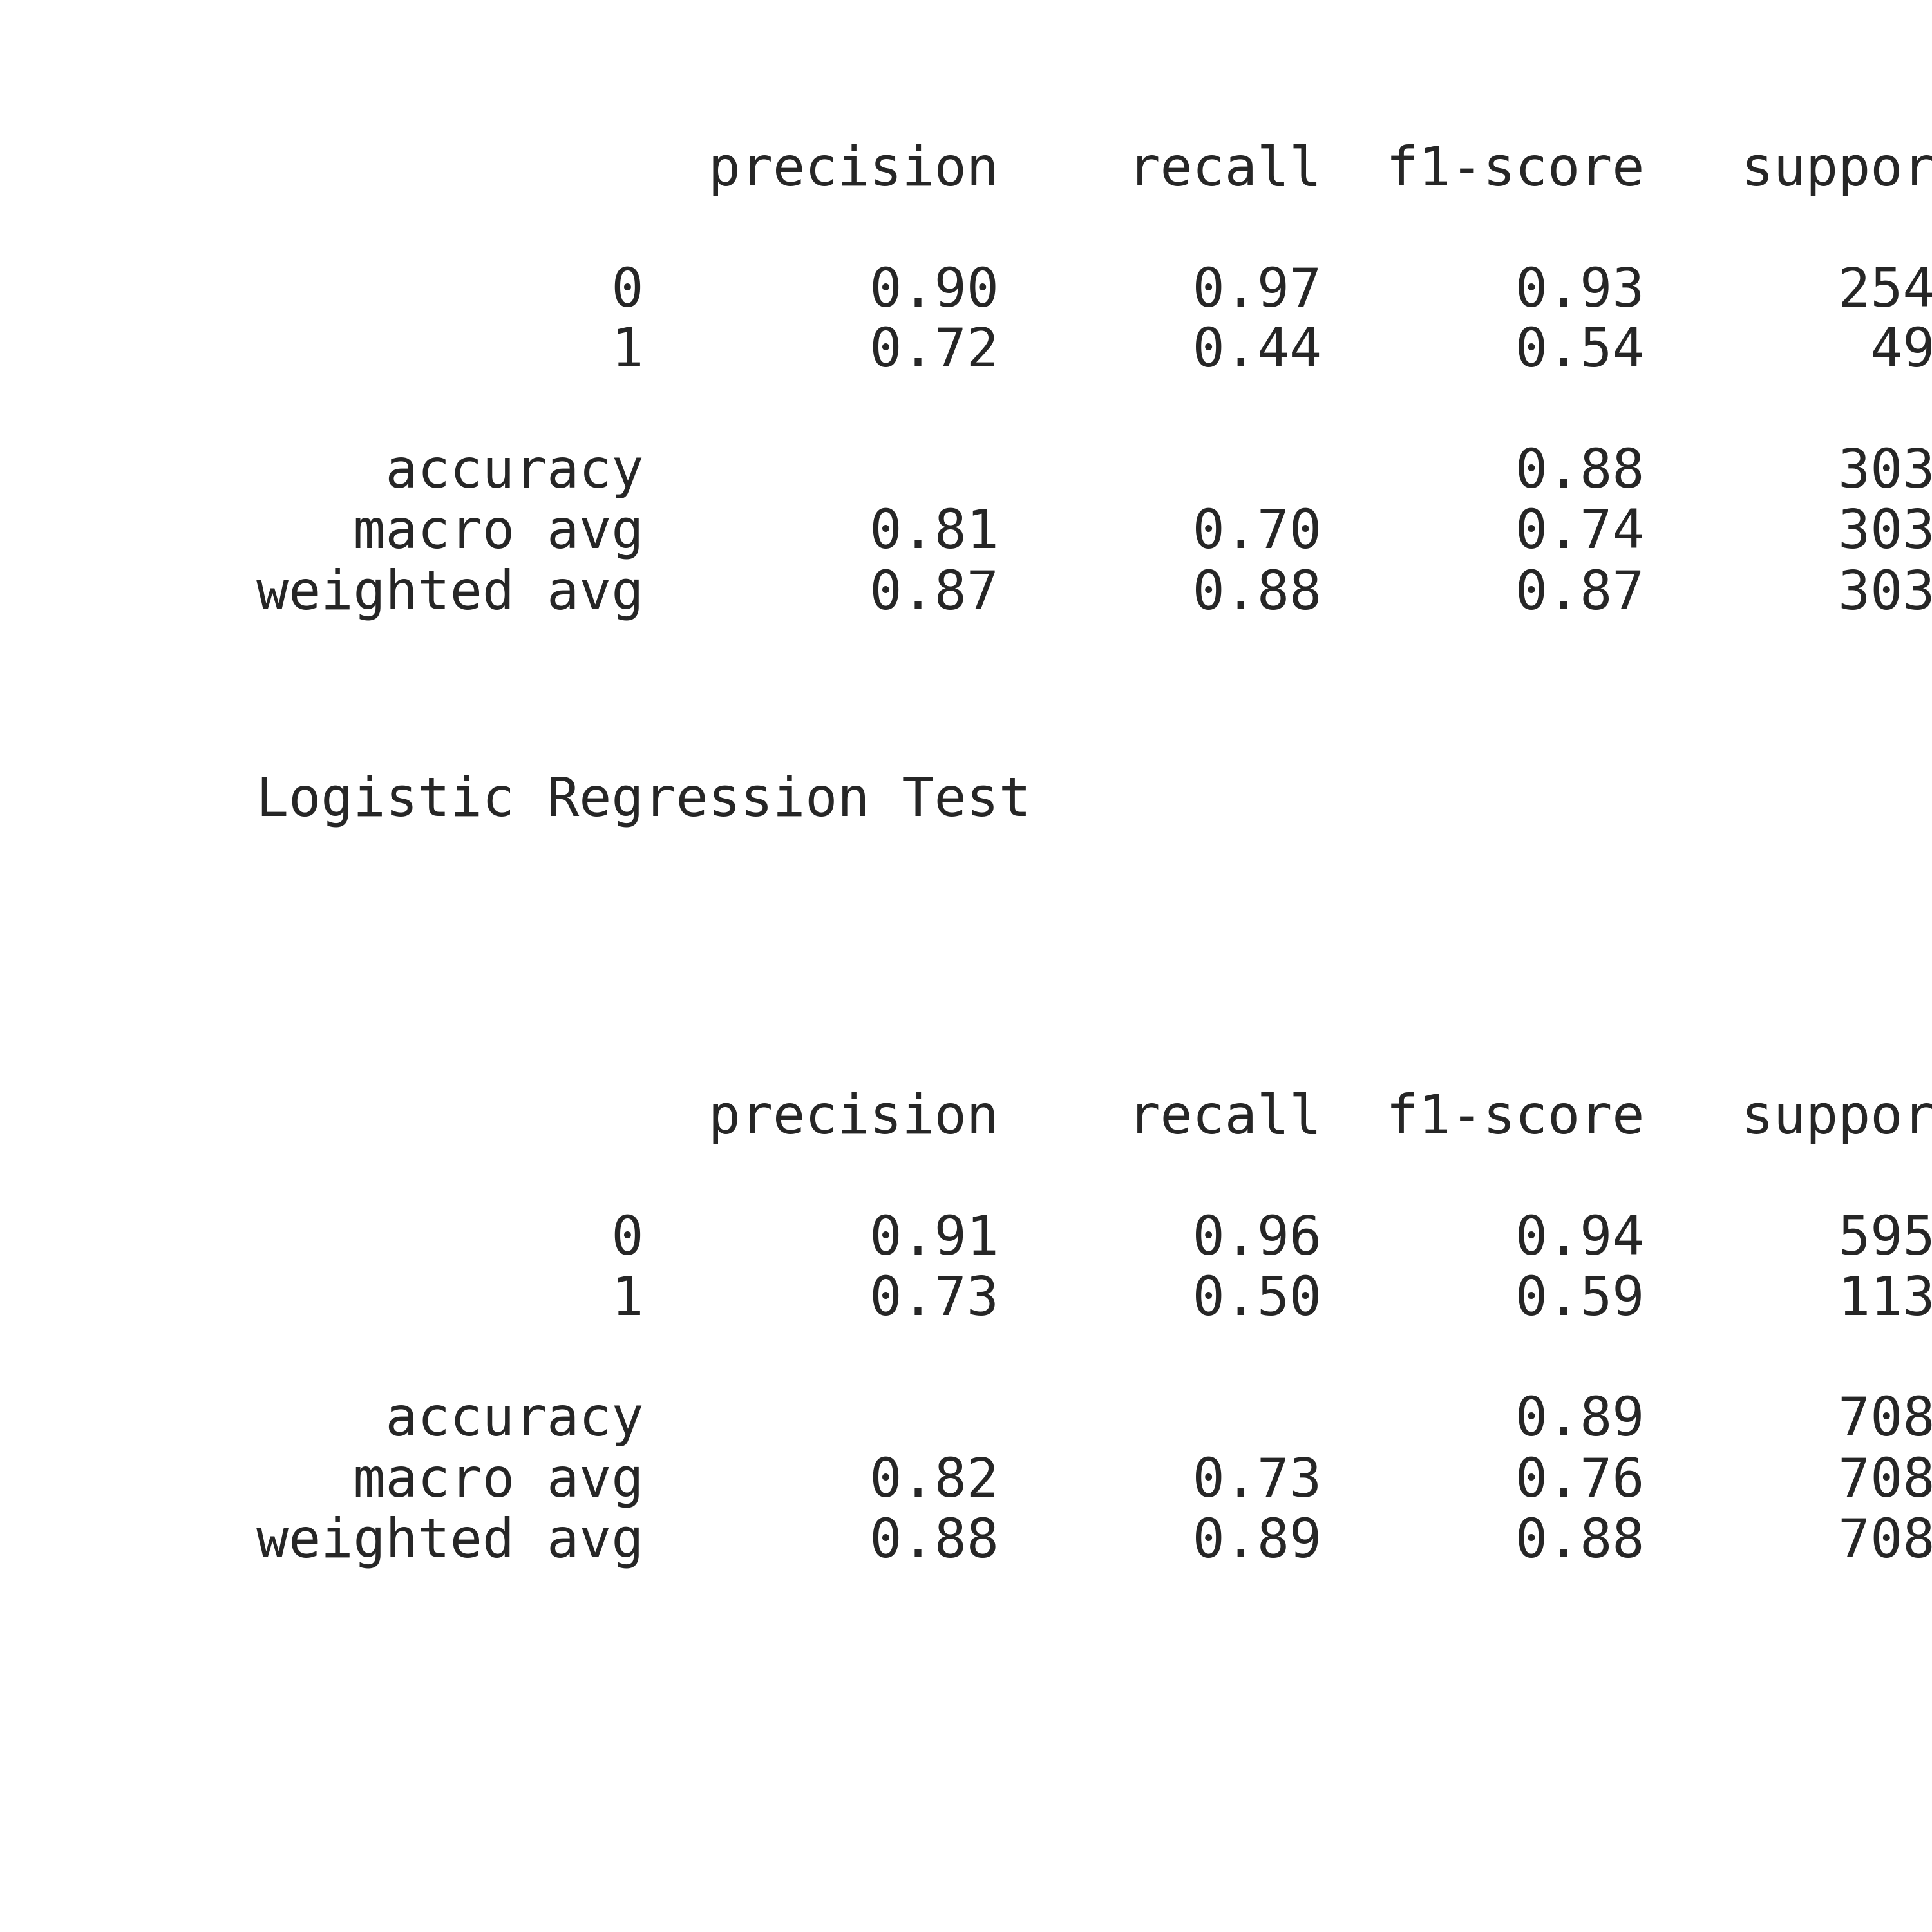 precision recall f1-score suppor
0 0.90 0.97 0.93 254
1 0.72 0.44 0.54 49
accuracy 0.88 303
macro avg 0.81 0.70 0.74 303
weighted avg 0.87 0.88 0.87 303
Logistic Regression Test
precision recall f1-score suppor
0 0.91 0.96 0.94 595
1 0.73 0.50 0.59 113
accuracy 0.89 708
macro avg 0.82 0.73 0.76 708
weighted avg 0.88 0.89 0.88 708